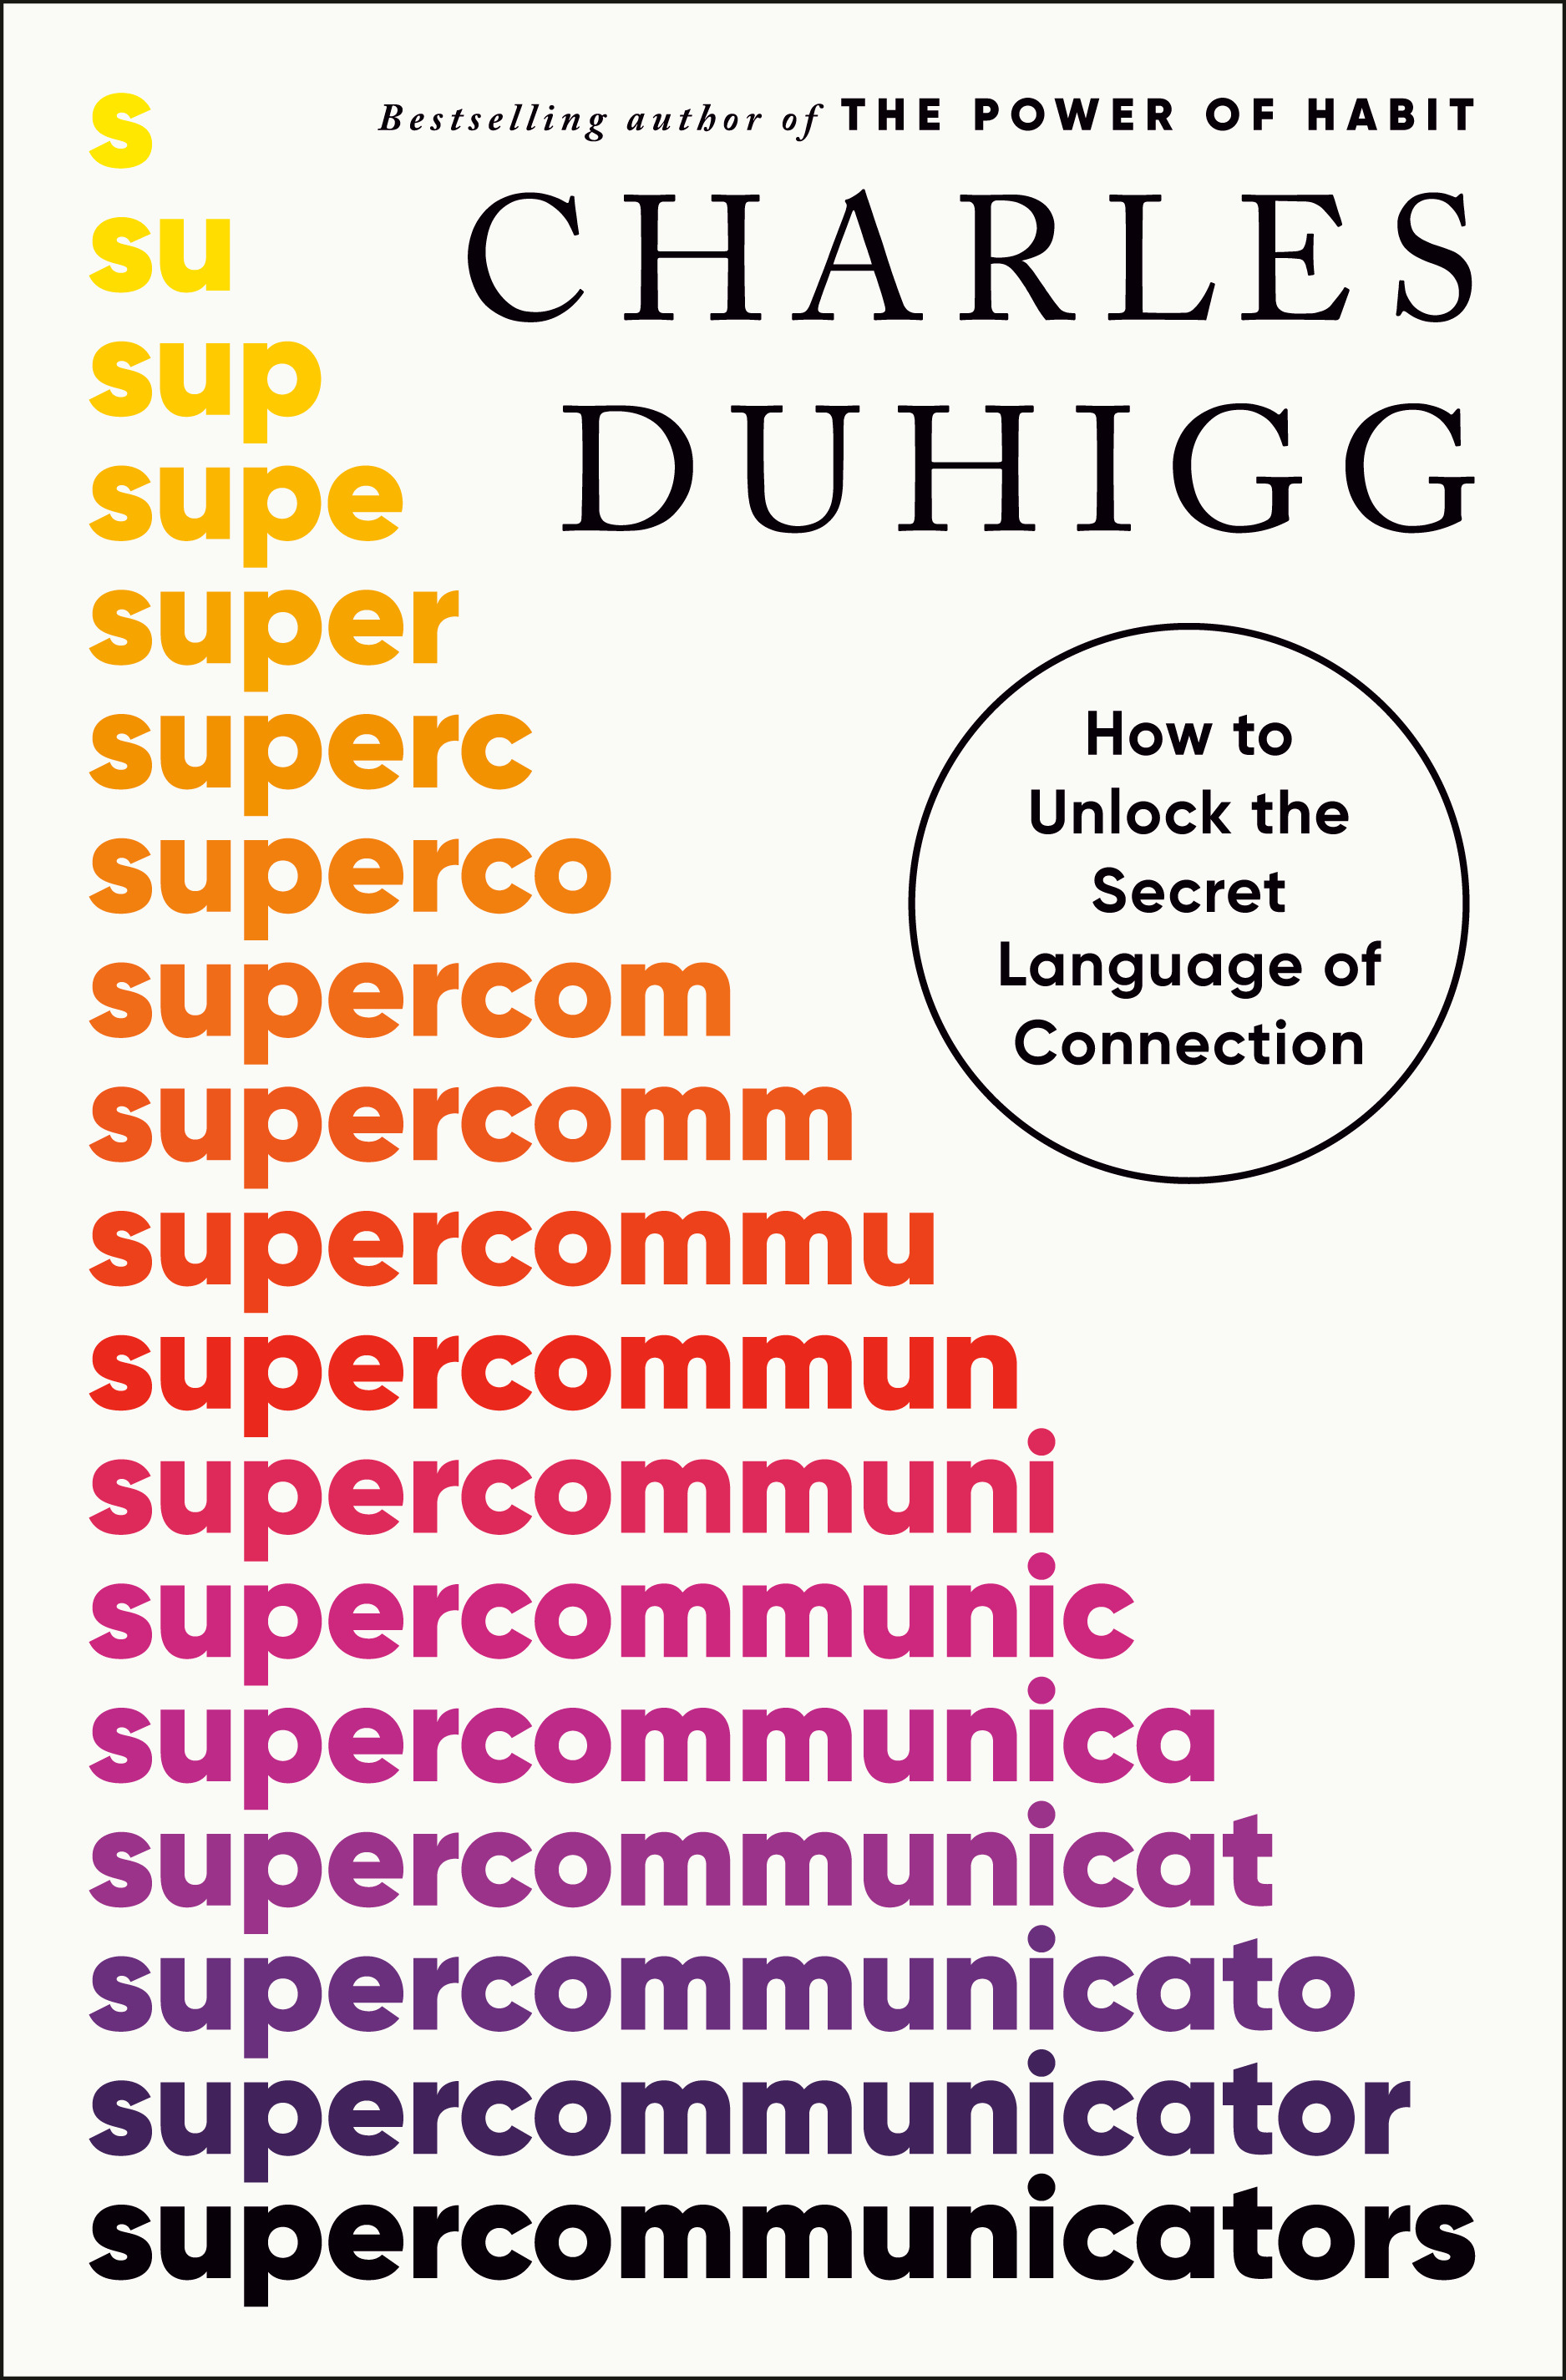 Bestselling author of THE POWER OF HABIT
CHARLES
DUHIGG
How to
Unlock the
Secret
Language of
Connection
s
su
sup
supe
super
superc
superco
supercom
supercomm
supercommu
supercommun
supercommuni
supercommunic
supercommunica
supercommunicat
supercommunicato
supercommunicator
supercommunicators